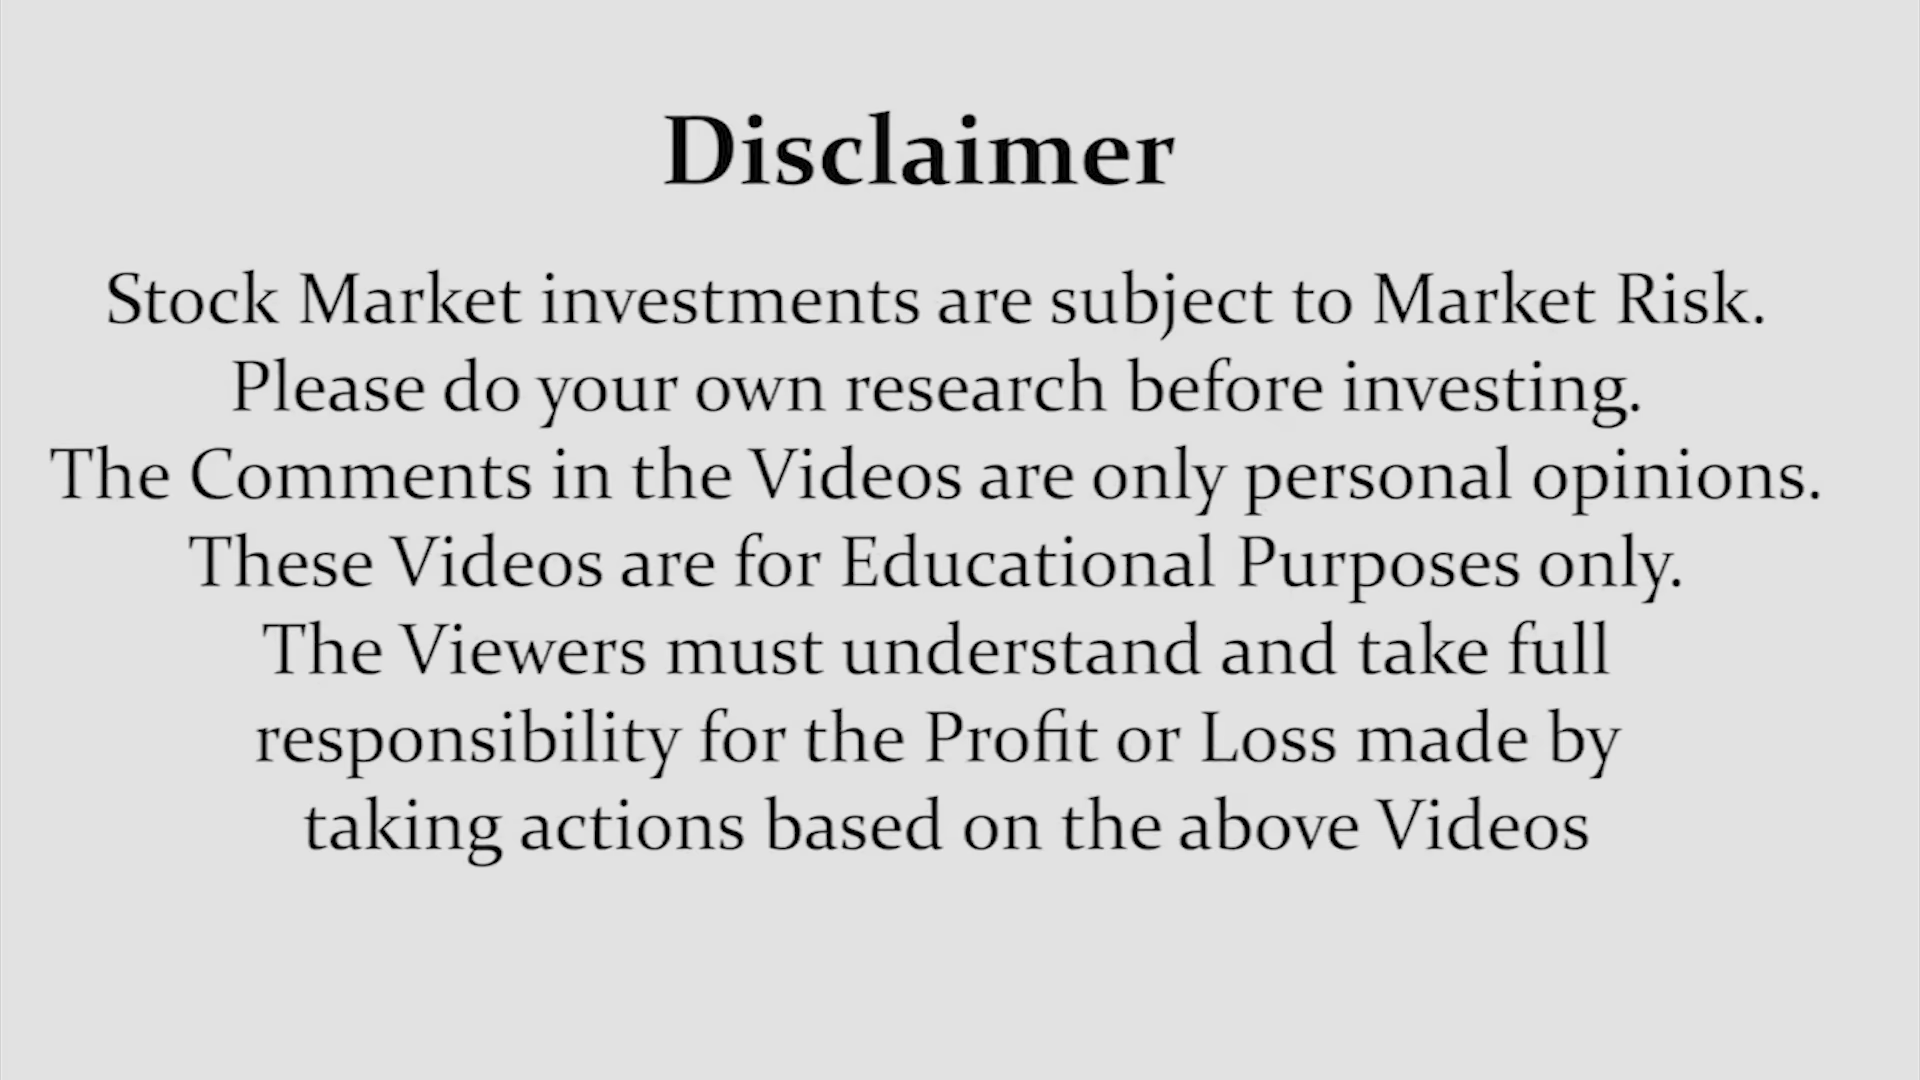 Disclaimer
Stock Market investments are subject to Market Risk.
Please do your own research before investing.
The Comments in the Videos are only personal opinions.
These Videos are for Educational Purposes only.
The Viewers must understand and take full
responsibility for the Profit or Loss made by
taking actions based on the above Videos